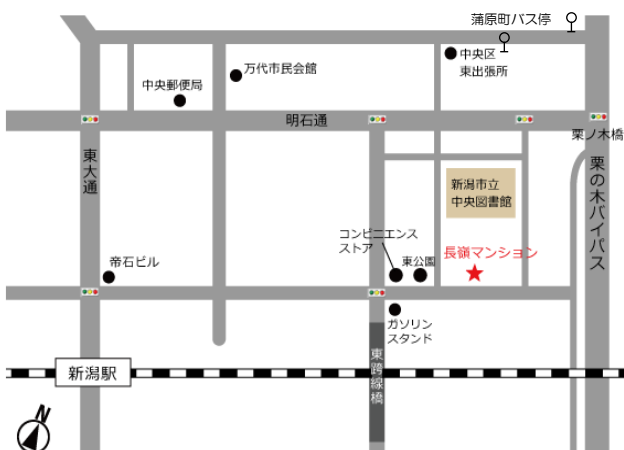 蒲原町バス停
中央区
東出張所
万代市民会館
中央郵便局
明石通
栗ノ木橋
東大通
栗の木バイパス
新潟市立
中央図書館
コンビニエンス
ストア
東公園
長嶺マンション
帝石ビル
ガソリン
スタンド
東跨線橋
新潟駅
N